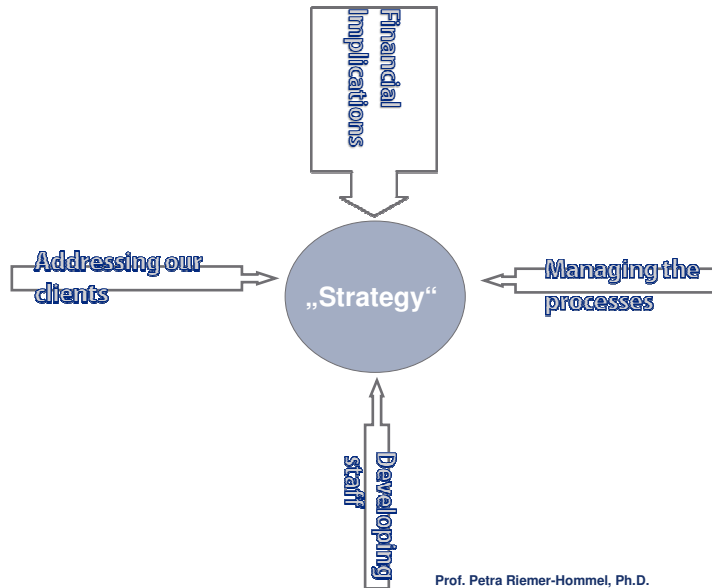 Financial
Implications
Addressing our
clients
„Strategy“
Managing the
processes
Developing
staff
Prof. Petra Riemer-Hommel, Ph.D.